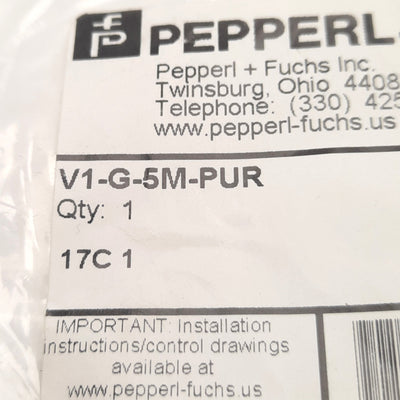 PEPPERL
Pepperl + Fuchs Inc.
Twinsburg, Ohio 4408
Telephone: (330) 425
www.pepperl-fuchs.us
V1-G-5M-PUR
Qty: 1
17C 1
IMPORTANT: Installation
instructions/control drawings
available at
www.pepperl-fuchs.us